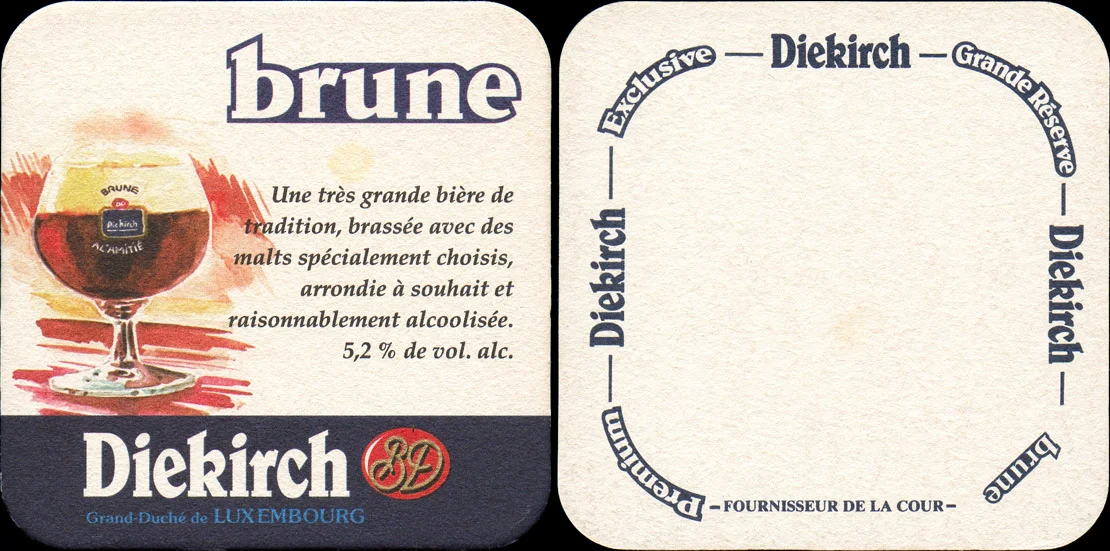 brune
BRUNE
BD
Diekirch
A L'AMITIÉ
Une très grande bière de
tradition, brassée avec des
malts spécialement choisis,
arrondie à souhait et
raisonnablement alcoolisée.
5,2 % de vol. alc.
Diekirch BD
Grand-Duché de LUXEMBOURG
Exclusive — Diekirch — Grande Réserve
— Diekirch —
— Diekirch —
Premium
brune
– FOURNISSEUR DE LA COUR –